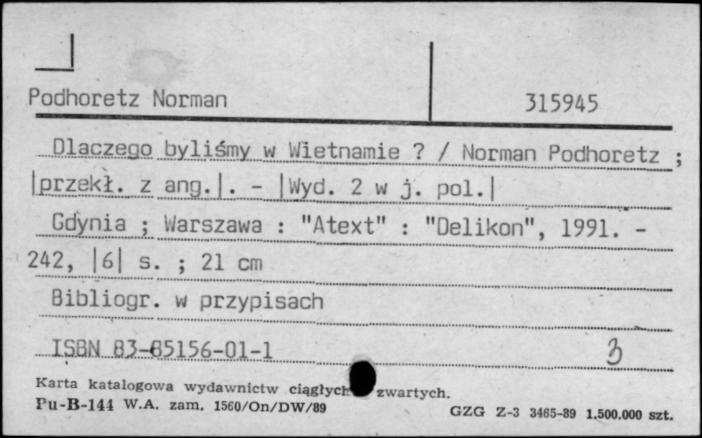 Podhoretz Norman 315945
Dlaczego byliśmy w Wietnamie ? / Norman Podhoretz ;
|przekł. z ang.|. - |Wyd. 2 w j. pol.|
Gdynia ; Warszawa : "Atext" : "Delikon", 1991. -
242, |6| s. ; 21 cm
Bibliogr. w przypisach
ISBN 83-85156-01-1 3
Karta katalogowa wydawnictw ciągłych zwartych.
Pu-B-144 W.A. zam. 1560/On/DW/89 GZG Z-3 3465-89 1.500.000 szt.